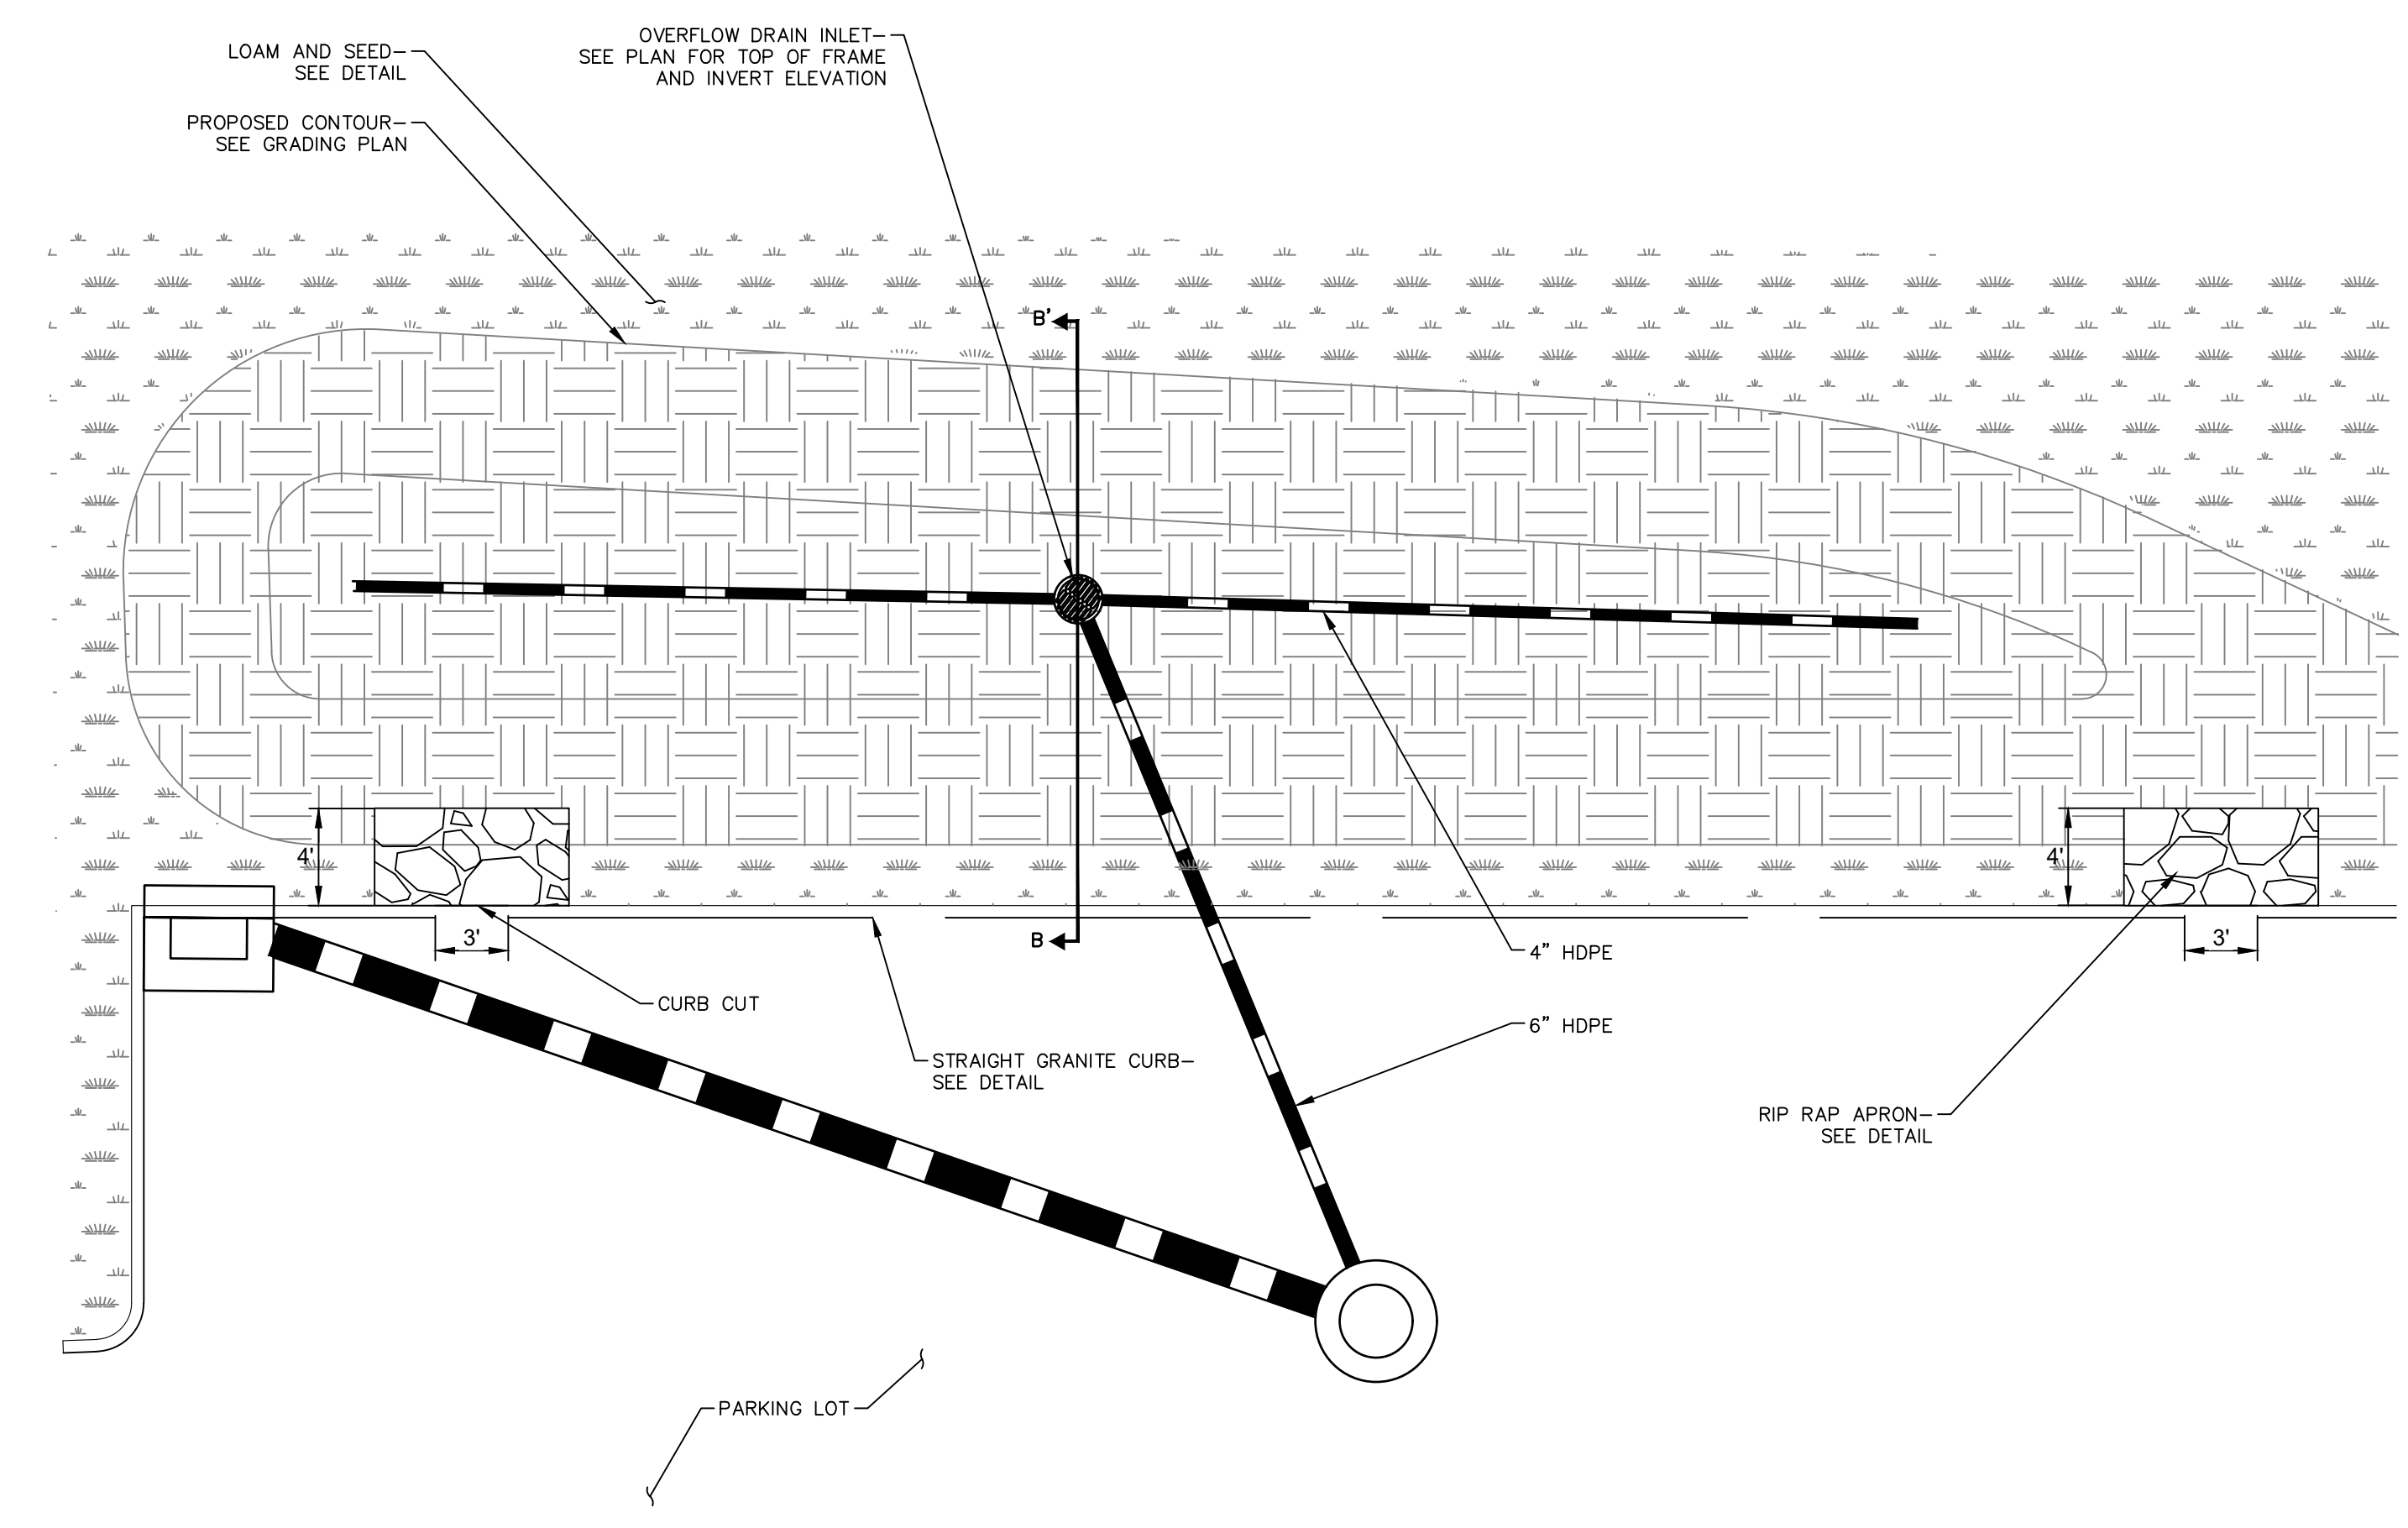 OVERFLOW DRAIN INLET-
SEE PLAN FOR TOP OF FRAME
AND INVERT ELEVATION
LOAM AND SEED-
SEE DETAIL
PROPOSED CONTOUR-
SEE GRADING PLAN
B'
4'
4'
3'
B
3'
4" HDPE
CURB CUT
6" HDPE
STRAIGHT GRANITE CURB-
SEE DETAIL
RIP RAP APRON-
SEE DETAIL
PARKING LOT